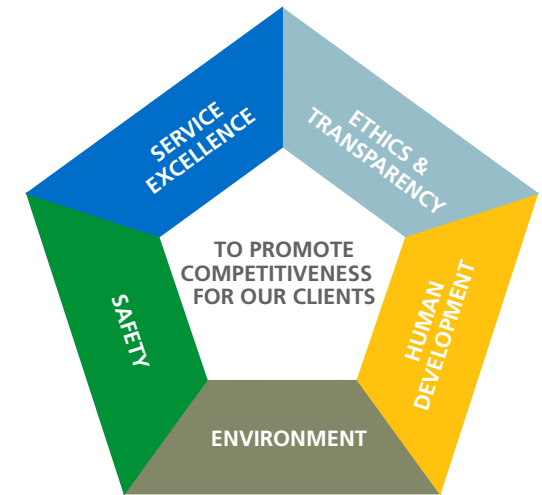 SERVICE
EXCELLENCE
ETHICS &
TRANSPARENCY
TO PROMOTE
COMPETITIVENESS
FOR OUR CLIENTS
SAFETY
HUMAN
DEVELOPMENT
ENVIRONMENT